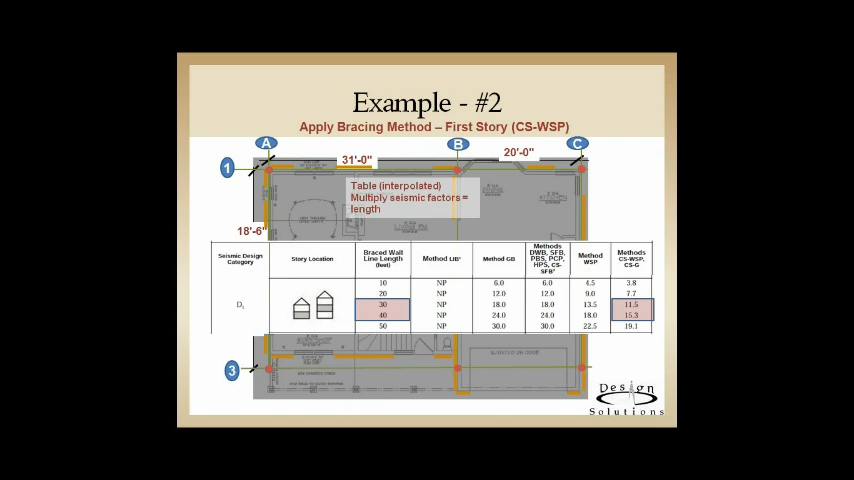 Example - #2
Apply Bracing Method – First Story (CS-WSP)
A B C
1 31'-0" 20'-0"
Table (interpolated)
Multiply seismic factors =
length
18'-6"
Seismic Design Category Story Location Braced Wall Line Length (feet) Method LIB Method GB Methods DWB, SFB, PBS, PCP, HPS, CS-SFB Method WSP Methods CS-WSP, CS-G
10 NP 6.0 6.0 4.5 3.8
20 NP 12.0 12.0 9.0 7.7
D₁ 30 NP 18.0 18.0 13.5 11.5
40 NP 24.0 24.0 18.0 15.3
50 NP 30.0 30.0 22.5 19.1
3
Design
Solutions